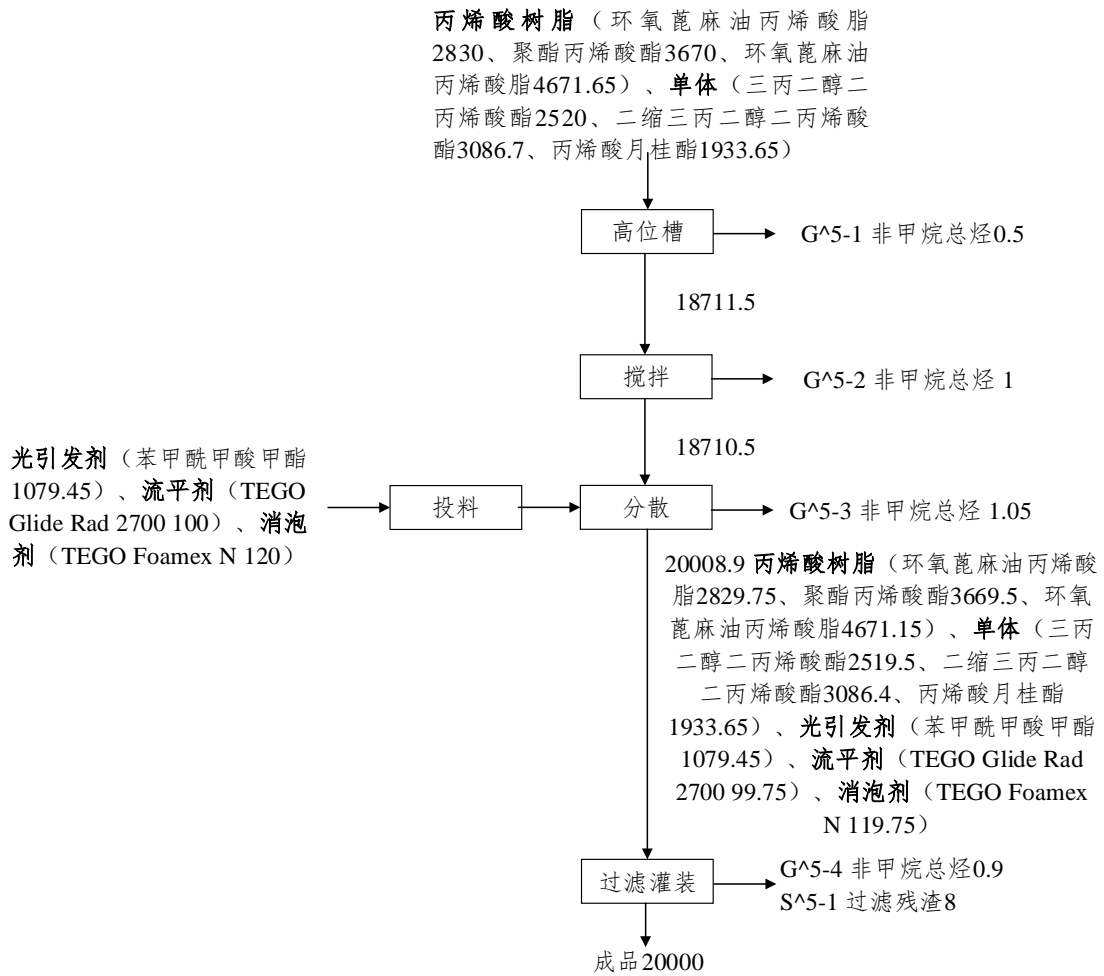 丙烯酸树脂（环氧蓖麻油丙烯酸脂
2830、聚酯丙烯酸酯3670、环氧蓖麻油
丙烯酸脂4671.65）、单体（三丙二醇二
丙烯酸酯2520、二缩三丙二醇二丙烯酸
酯3086.7、丙烯酸月桂酯1933.65）
高位槽
G^5-1 非甲烷总烃0.5
18711.5
搅拌
G^5-2 非甲烷总烃 1
18710.5
光引发剂（苯甲酰甲酸甲酯
1079.45）、流平剂（TEGO
Glide Rad 2700 100）、消泡
剂（TEGO Foamex N 120）
投料
分散
G^5-3 非甲烷总烃 1.05
20008.9 丙烯酸树脂（环氧蓖麻油丙烯酸
脂2829.75、聚酯丙烯酸酯3669.5、环氧
蓖麻油丙烯酸脂4671.15）、单体（三丙
二醇二丙烯酸酯2519.5、二缩三丙二醇
二丙烯酸酯3086.4、丙烯酸月桂酯
1933.65）、光引发剂（苯甲酰甲酸甲酯
1079.45）、流平剂（TEGO Glide Rad
2700 99.75）、消泡剂（TEGO Foamex
N 119.75）
过滤灌装
G^5-4 非甲烷总烃0.9
S^5-1 过滤残渣8
成品20000